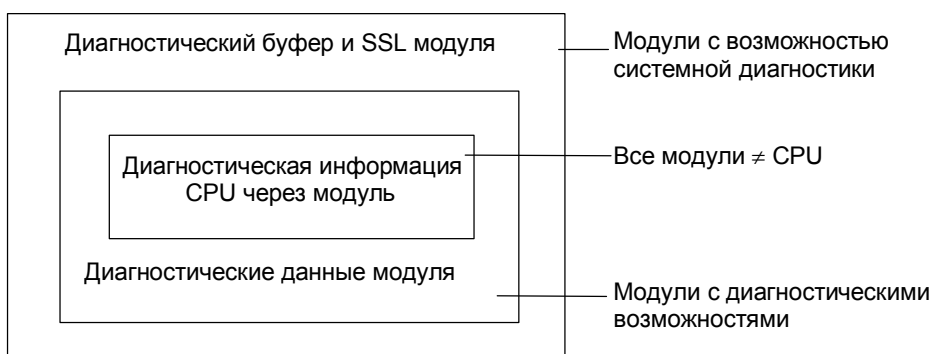 Диагностический буфер и SSL модуля
Модули с возможностью
системной диагностики
Диагностическая информация
CPU через модуль
Все модули ≠ CPU
Диагностические данные модуля
Модули с диагностическими
возможностями